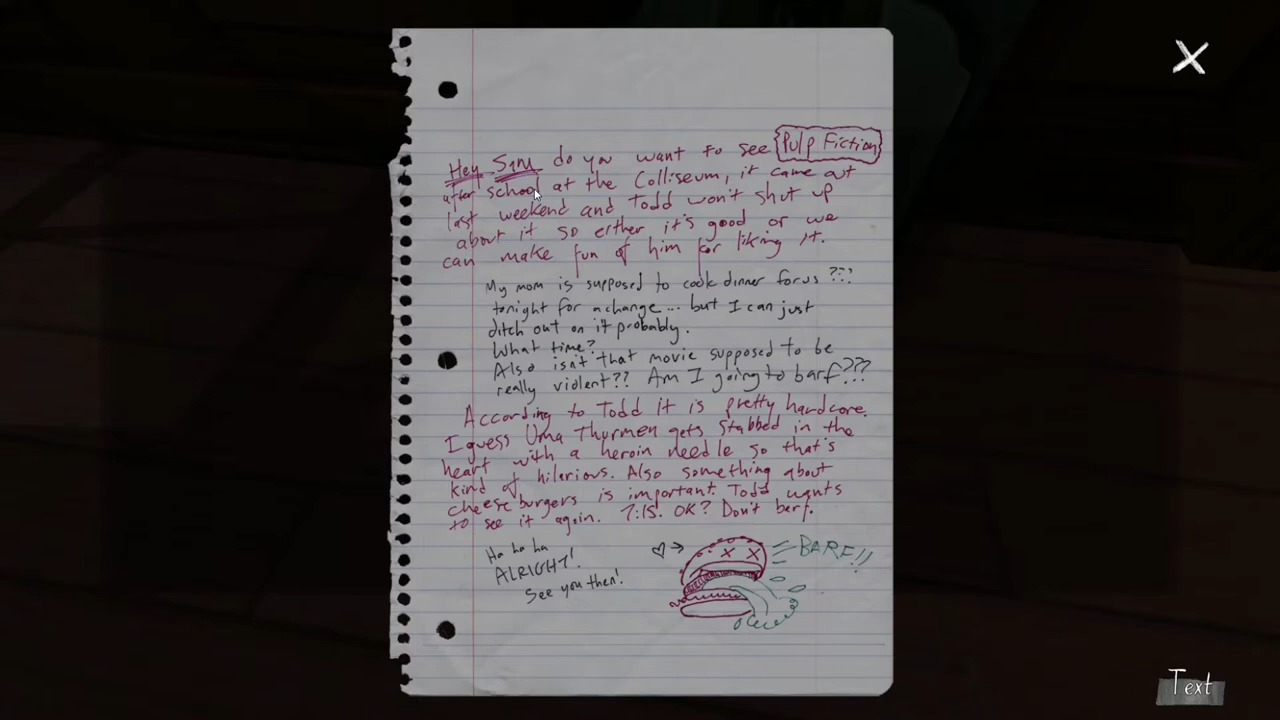 Hey Sam do you want to see Pulp Fiction
after school at the Colliseum, it came out
last weekend and Todd won't shut up
about it so either it's good or we
can make fun of him for liking it.
My mom is supposed to cook dinner for us ???
tonight for a change... but I can just
ditch out on it probably.
What time?
Also isn't that movie supposed to be
really violent?? Am I going to barf???
According to Todd it is pretty hardcore.
I guess Uma Thurmen gets stabbed in the
heart with a heroin needle so that's
kind of hilarious. Also something about
cheeseburgers is important. Todd wants
to see it again. 7:15. OK? Don't barf.
Ha ha ha
ALRIGHT!
See you then!
BARF!!
Text